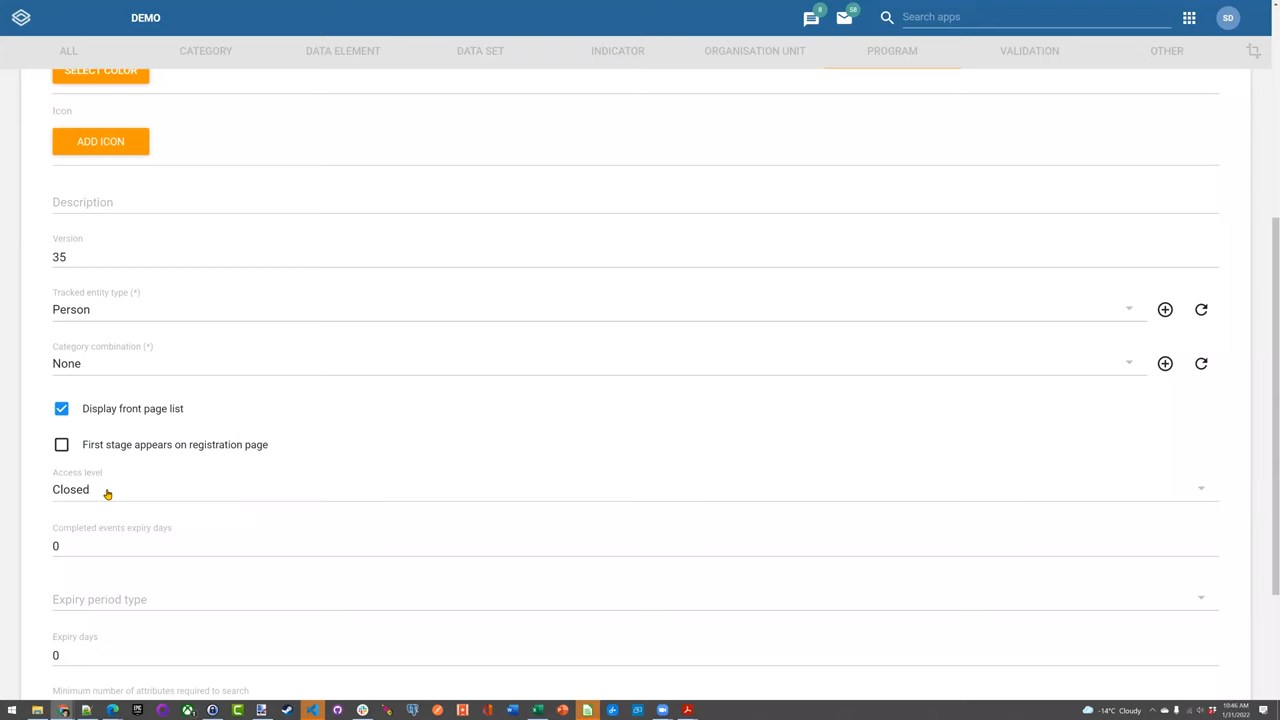 DEMO
8
58
Search apps
SD
ALL
CATEGORY
DATA ELEMENT
DATA SET
INDICATOR
ORGANISATION UNIT
PROGRAM
VALIDATION
OTHER
SELECT COLOR
Icon
ADD ICON
Description
Version
35
Tracked entity type (*)
Person
Category combination (*)
None
Display front page list
First stage appears on registration page
Access level
Closed
Completed events expiry days
0
Expiry period type
Expiry days
0
Minimum number of attributes required to search
-14°C Cloudy
10:46 AM
1/31/2022